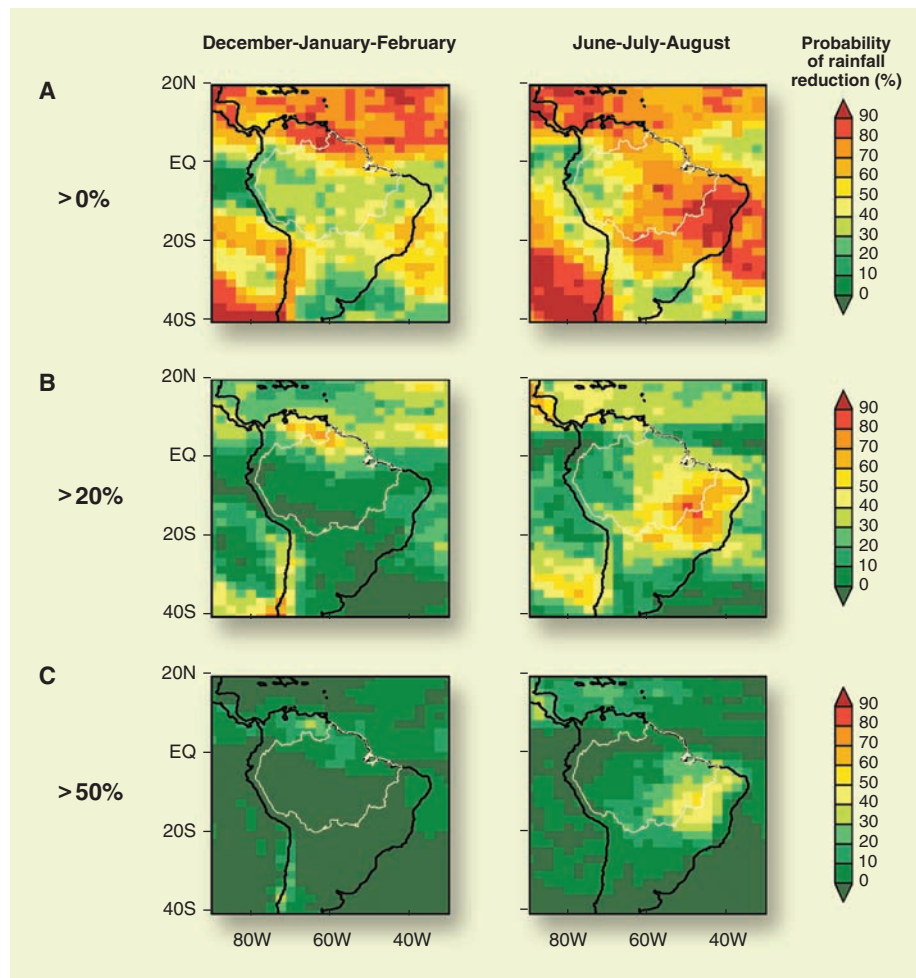 December-January-February
June-July-August
Probability
of rainfall
reduction (%)
A
>0%
20N
EQ
20S
40S
90
80
70
60
50
40
30
20
10
0
B
>20%
20N
EQ
20S
40S
90
80
70
60
50
40
30
20
10
0
C
>50%
20N
EQ
20S
40S
90
80
70
60
50
40
30
20
10
0
80W 60W 40W
80W 60W 40W